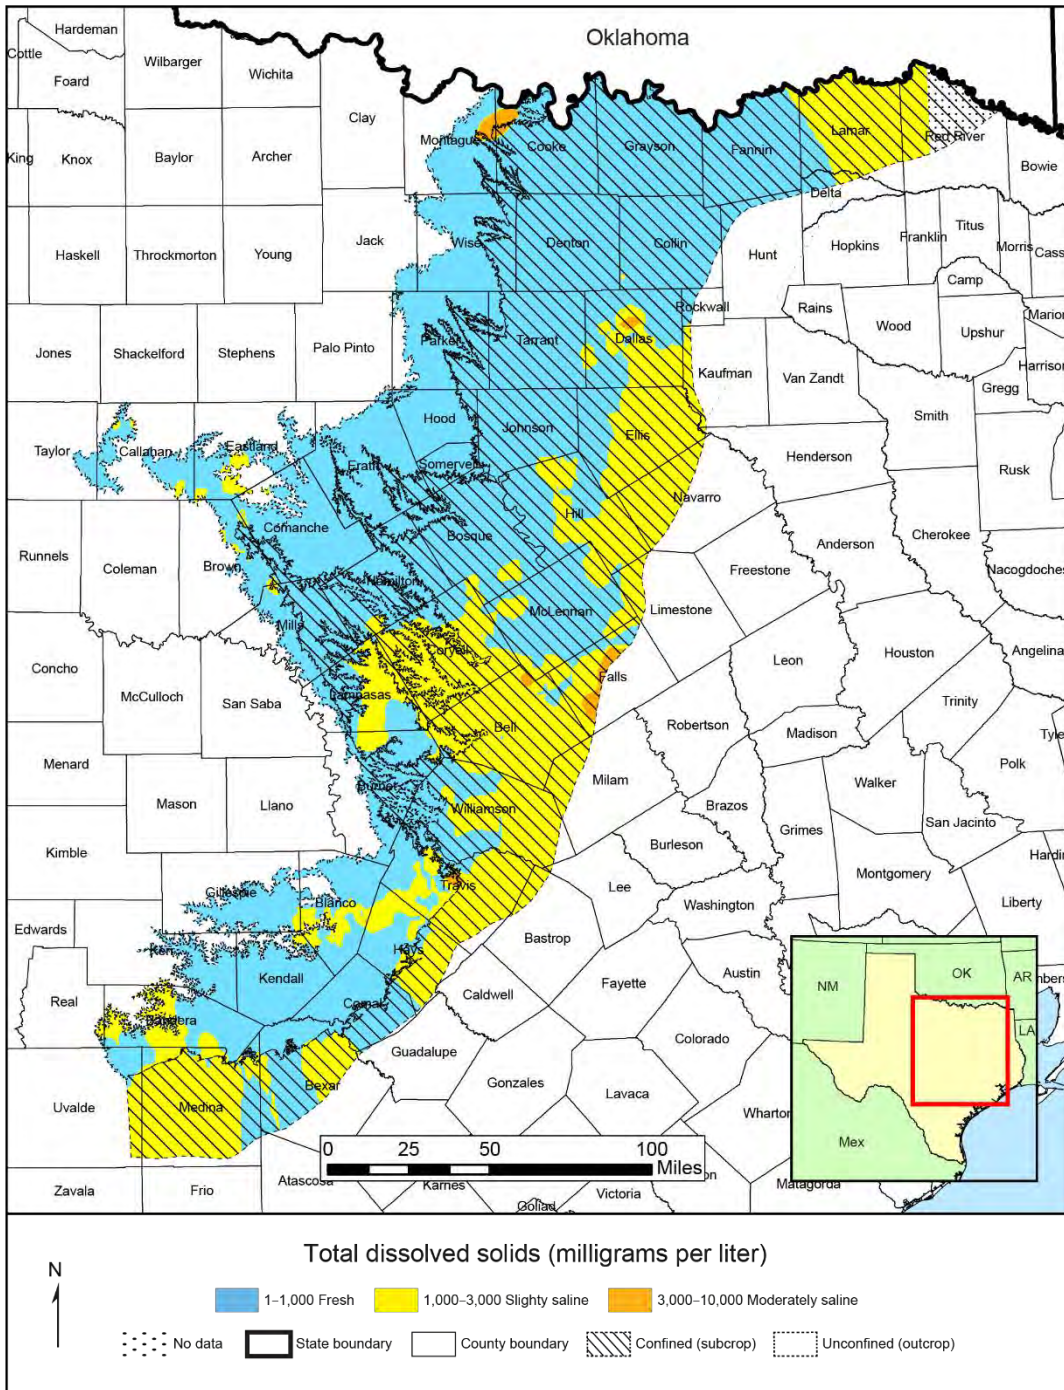 Oklahoma
Hardeman
Cottle
Foard
Wilbarger
Wichita
Clay
Montague
Cooke
Grayson
Fannin
Lamar
Red River
Bowie
King
Knox
Baylor
Archer
Delta
Haskell
Throckmorton
Young
Jack
Wise
Denton
Collin
Hunt
Hopkins
Franklin
Titus
Morris
Cass
Camp
Rockwall
Rains
Wood
Upshur
Marion
Jones
Shackelford
Stephens
Palo Pinto
Parker
Tarrant
Dallas
Kaufman
Van Zandt
Harrison
Gregg
Smith
Taylor
Callahan
Eastland
Hood
Johnson
Ellis
Henderson
Rusk
Erath
Somervell
Navarro
Hill
Comanche
Bosque
Anderson
Cherokee
Runnels
Coleman
Brown
Hamilton
Freestone
Nacogdoches
McLennan
Limestone
Mills
Coryell
Concho
Leon
Houston
Angelina
McCulloch
San Saba
Lampasas
Falls
Trinity
Bell
Robertson
Madison
Menard
Milam
Walker
Polk
Tyle
Mason
Llano
Burnet
Williamson
Brazos
Grimes
San Jacinto
Kimble
Burleson
Montgomery
Hardin
Gillespie
Blanco
Travis
Lee
Washington
Liberty
Edwards
Kerr
Hays
Bastrop
Austin
Real
Kendall
Comal
Caldwell
Fayette
Bandera
Guadalupe
Colorado
Uvalde
Medina
Bexar
Gonzales
Lavaca
Wharton
Zavala
Frio
Atascosa
Karnes
Goliad
Victoria
Matagorda
NM
OK
AR
LA
Mex
0 25 50 100
Miles
Total dissolved solids (milligrams per liter)
N
1–1,000 Fresh
1,000–3,000 Slighty saline
3,000–10,000 Moderately saline
No data
State boundary
County boundary
Confined (subcrop)
Unconfined (outcrop)